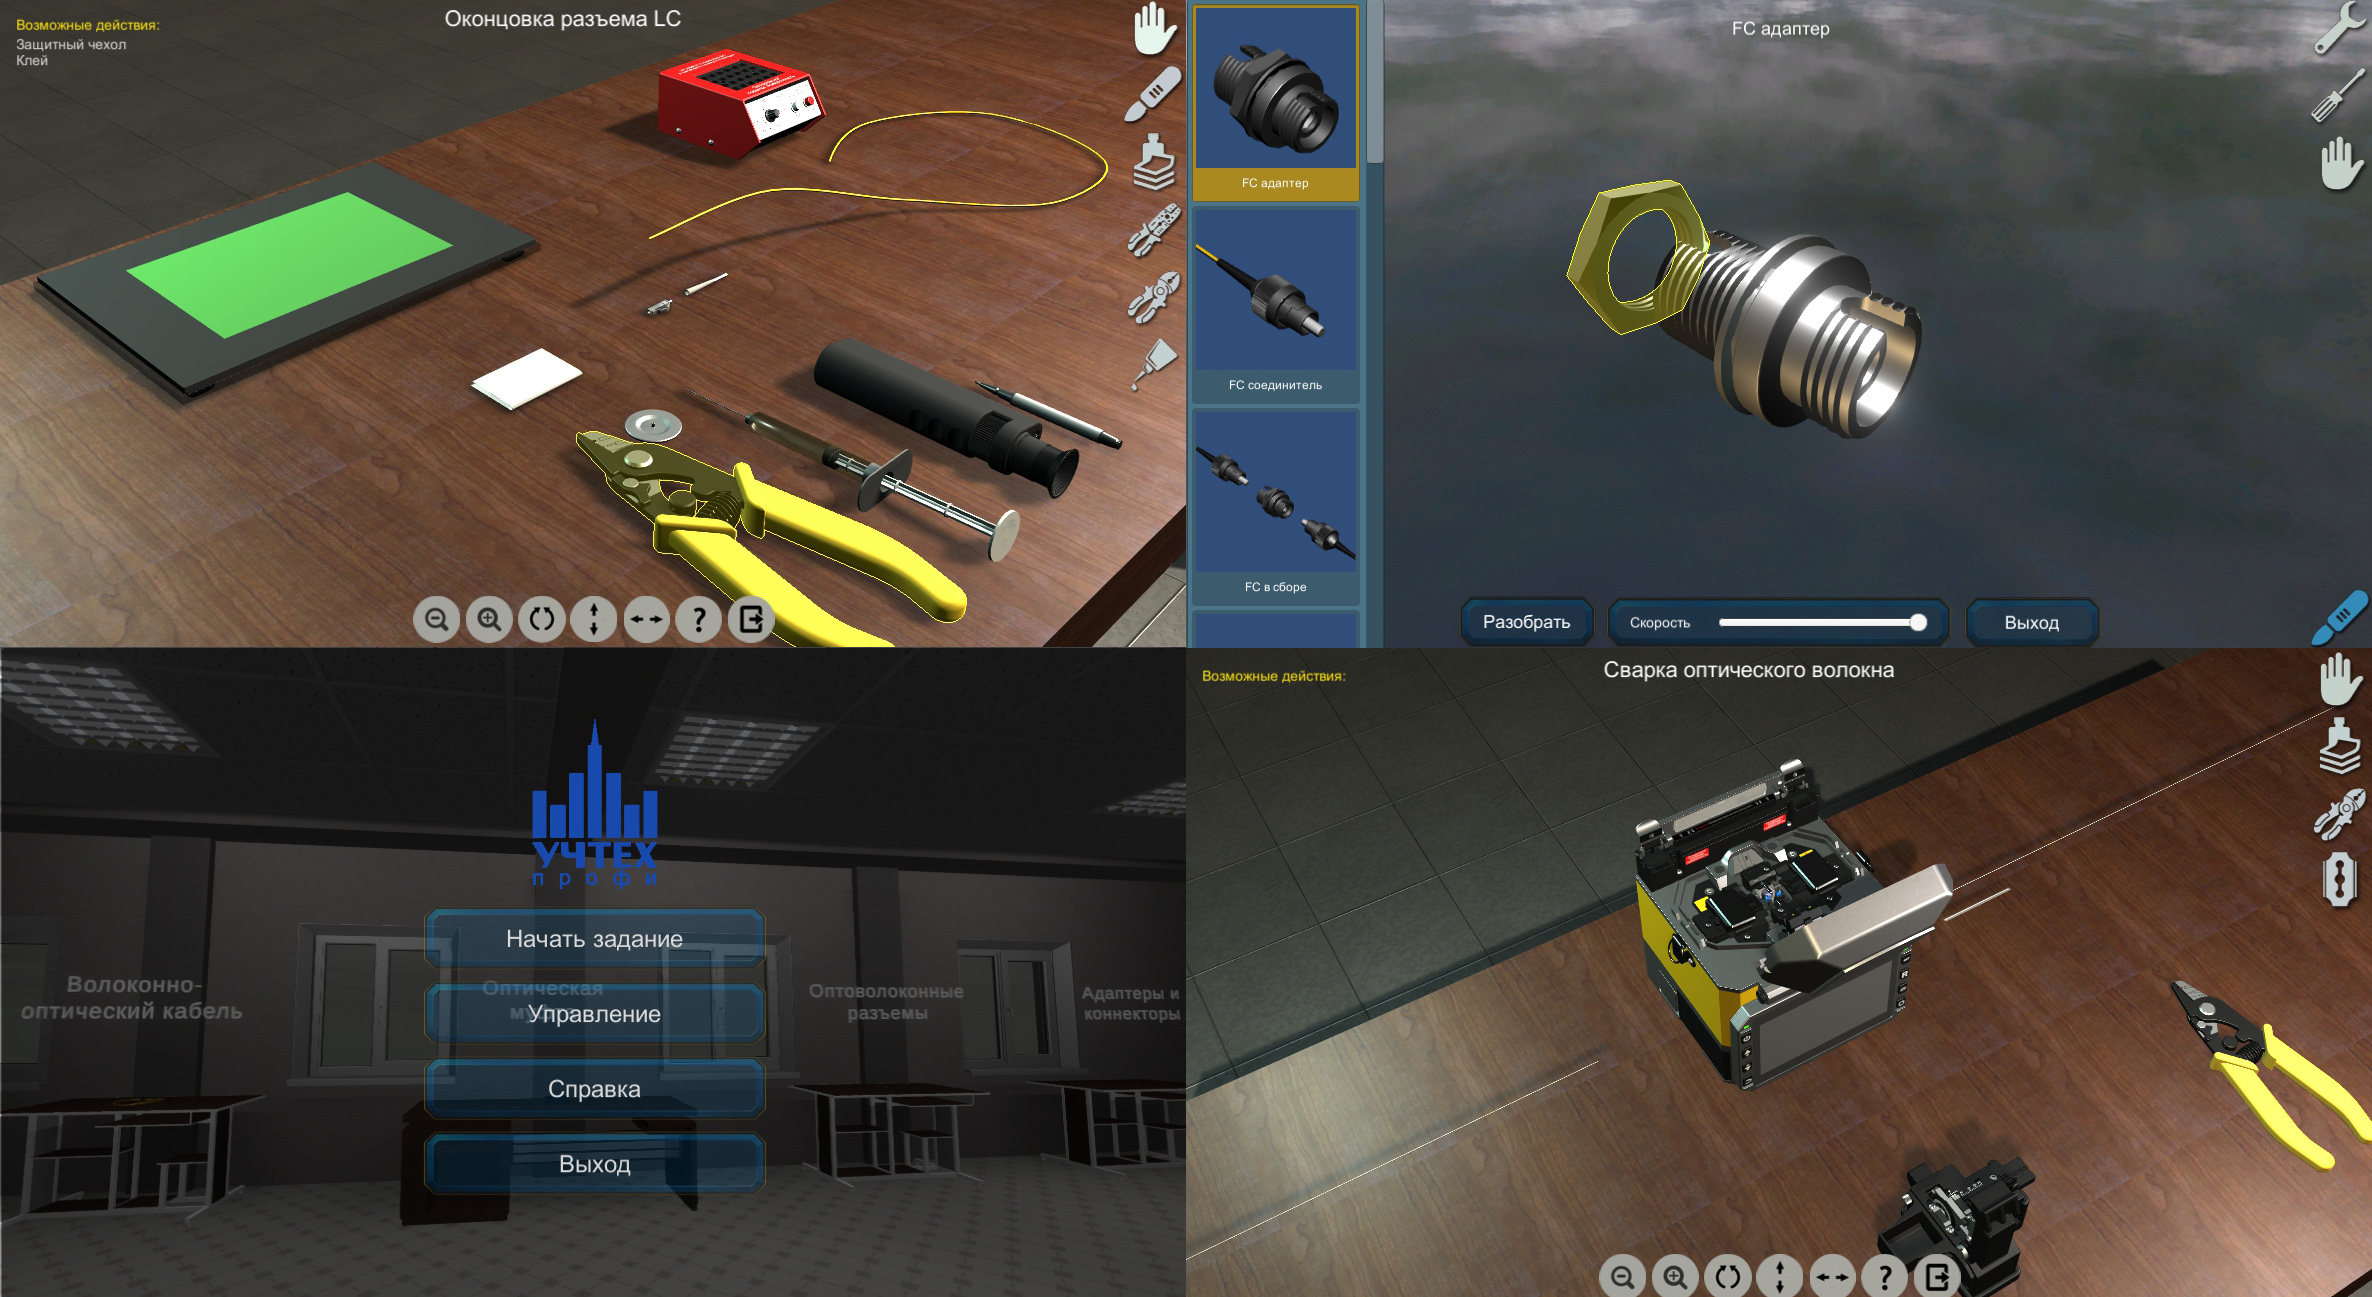 Оконцовка разъема LC
Возможные действия:
Защитный чехол
Клей
FC адаптер
FC соединитель
FC в сборе
FC адаптер
Разобрать
Скорость
Выход
УЧТЕХ
профи
Начать задание
Управление
Справка
Выход
Волоконно-
оптический кабель
Оптическая
Оптоволоконные
разъемы
Адаптеры и
коннекторы
Сварка оптического волокна
Возможные действия: